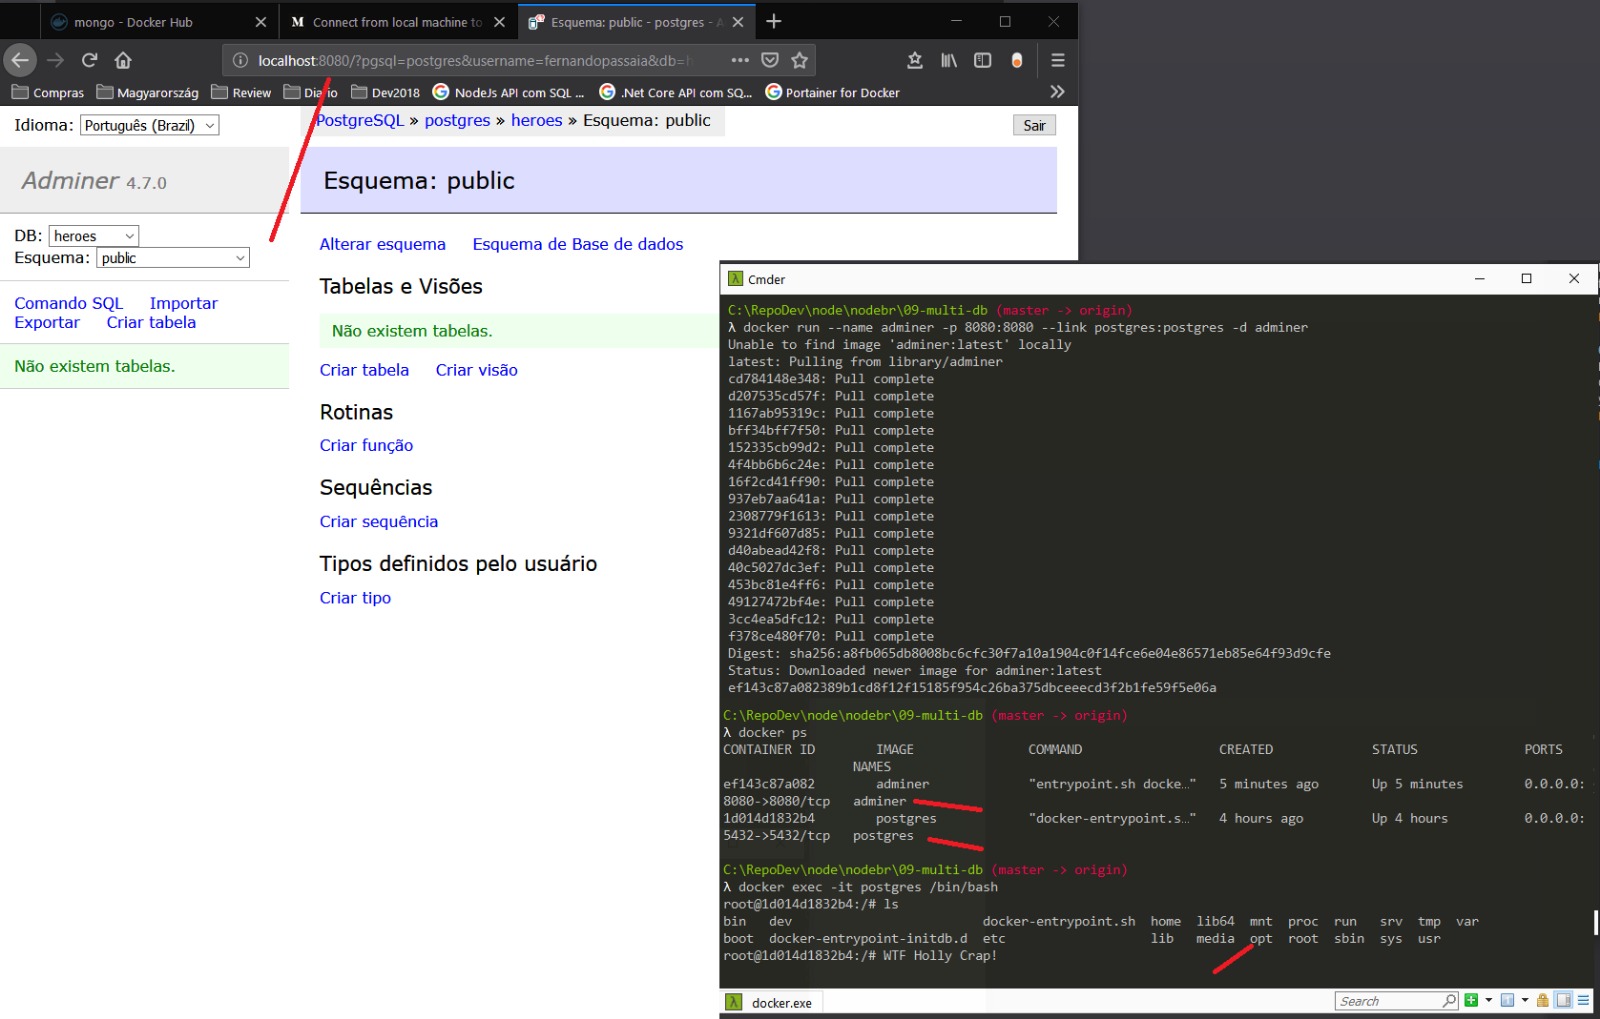 mongo - Docker Hub
Connect from local machine to
Esquema: public - postgres - A
localhost:8080/?pgsql=postgres&username=fernandopassaia&db=h
Compras Magyarország Review Diario Dev2018 NodeJs API com SQL ... .Net Core API com SQ... Portainer for Docker
Idioma: Português (Brazil)
PostgreSQL » postgres » heroes » Esquema: public
Sair
Adminer 4.7.0
Esquema: public
DB: heroes
Esquema: public
Comando SQL Importar
Exportar Criar tabela
Não existem tabelas.
Alterar esquema Esquema de Base de dados
Tabelas e Visões
Não existem tabelas.
Criar tabela Criar visão
Rotinas
Criar função
Sequências
Criar sequência
Tipos definidos pelo usuário
Criar tipo
Cmder
C:\RepoDev\node\nodebr\09-multi-db (master -> origin)
λ docker run --name adminer -p 8080:8080 --link postgres:postgres -d adminer
Unable to find image 'adminer:latest' locally
latest: Pulling from library/adminer
cd784148e348: Pull complete
d207535cd57f: Pull complete
1167ab95319c: Pull complete
bff34bff7f50: Pull complete
152335cb99d2: Pull complete
4f4bb6b6c24e: Pull complete
16f2cd41ff90: Pull complete
937eb7aa641a: Pull complete
2308779f1613: Pull complete
9321df607d85: Pull complete
d40abead42f8: Pull complete
40c5027dc3ef: Pull complete
453bc81e4ff6: Pull complete
49127472bf4e: Pull complete
3cc4ea5dfc12: Pull complete
f378ce480f70: Pull complete
Digest: sha256:a8fb065db8008bc6cfc30f7a10a1904c0f14fce6e04e86571eb85e64f93d9cfe
Status: Downloaded newer image for adminer:latest
ef143c87a082389b1cd8f12f15185f954c26ba375dbceeecd3f2b1fe59f5e06a
C:\RepoDev\node\nodebr\09-multi-db (master -> origin)
λ docker ps
CONTAINER ID IMAGE COMMAND CREATED STATUS PORTS
NAMES
ef143c87a082 adminer "entrypoint.sh docke…" 5 minutes ago Up 5 minutes 0.0.0.0:
8080->8080/tcp adminer
1d014d1832b4 postgres "docker-entrypoint.s…" 4 hours ago Up 4 hours 0.0.0.0:
5432->5432/tcp postgres
C:\RepoDev\node\nodebr\09-multi-db (master -> origin)
λ docker exec -it postgres /bin/bash
root@1d014d1832b4:/# ls
bin dev docker-entrypoint.sh home lib64 mnt proc run srv tmp var
boot docker-entrypoint-initdb.d etc lib media opt root sbin sys usr
root@1d014d1832b4:/# WTF Holly Crap!
docker.exe
Search